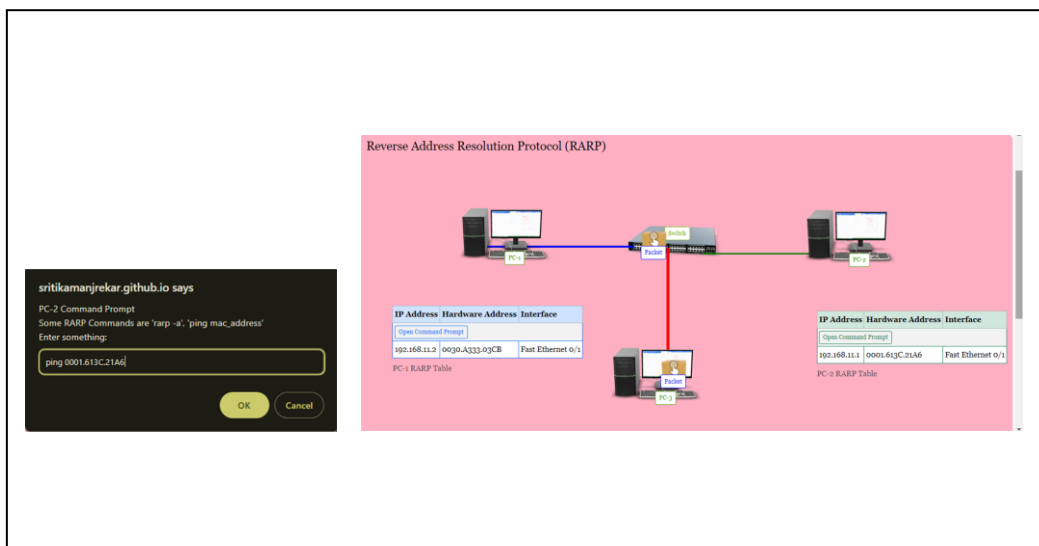 sritikamanjrekar.github.io says
PC-2 Command Prompt
Some RARP Commands are 'rarp -a', 'ping mac_address'
Enter something:
ping 0001.613C.21A6
OK Cancel
Reverse Address Resolution Protocol (RARP)
Switch
Packet
PC-1
PC-2
IP Address Hardware Address Interface
Open Command Prompt
192.168.11.2 0030.A333.03CB Fast Ethernet 0/1
PC-1 RARP Table
Packet
PC-3
IP Address Hardware Address Interface
Open Command Prompt
192.168.11.1 0001.613C.21A6 Fast Ethernet 0/1
PC-2 RARP Table